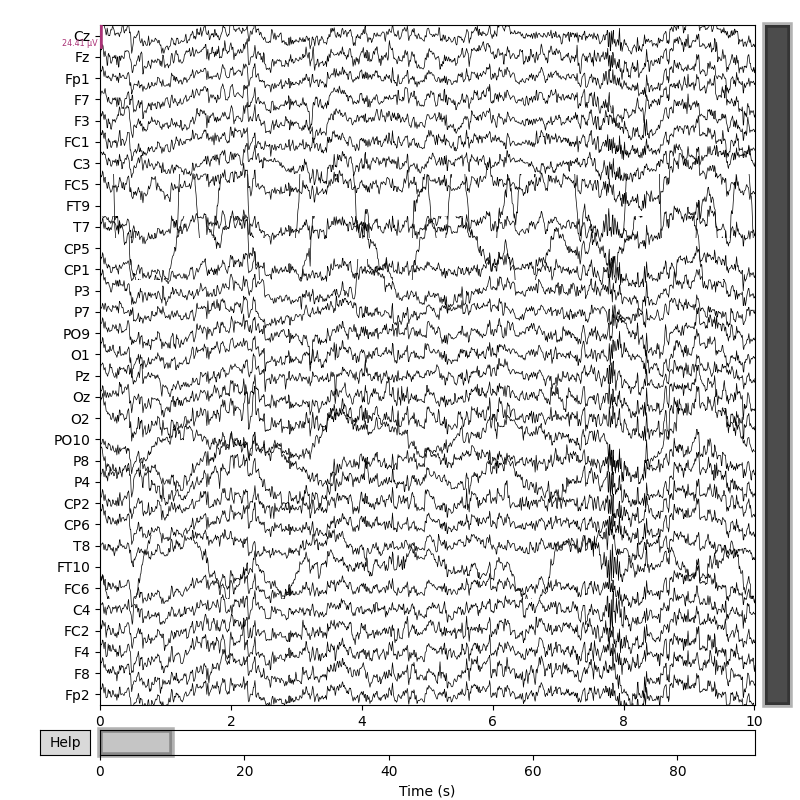 Cz
24.41 µV
Fz
Fp1
F7
F3
FC1
C3
FC5
FT9
T7
CP5
CP1
P3
P7
PO9
O1
Pz
Oz
O2
PO10
P8
P4
CP2
CP6
T8
FT10
FC6
C4
FC2
F4
F8
Fp2
0 2 4 6 8 10
Help
0 20 40 60 80
Time (s)